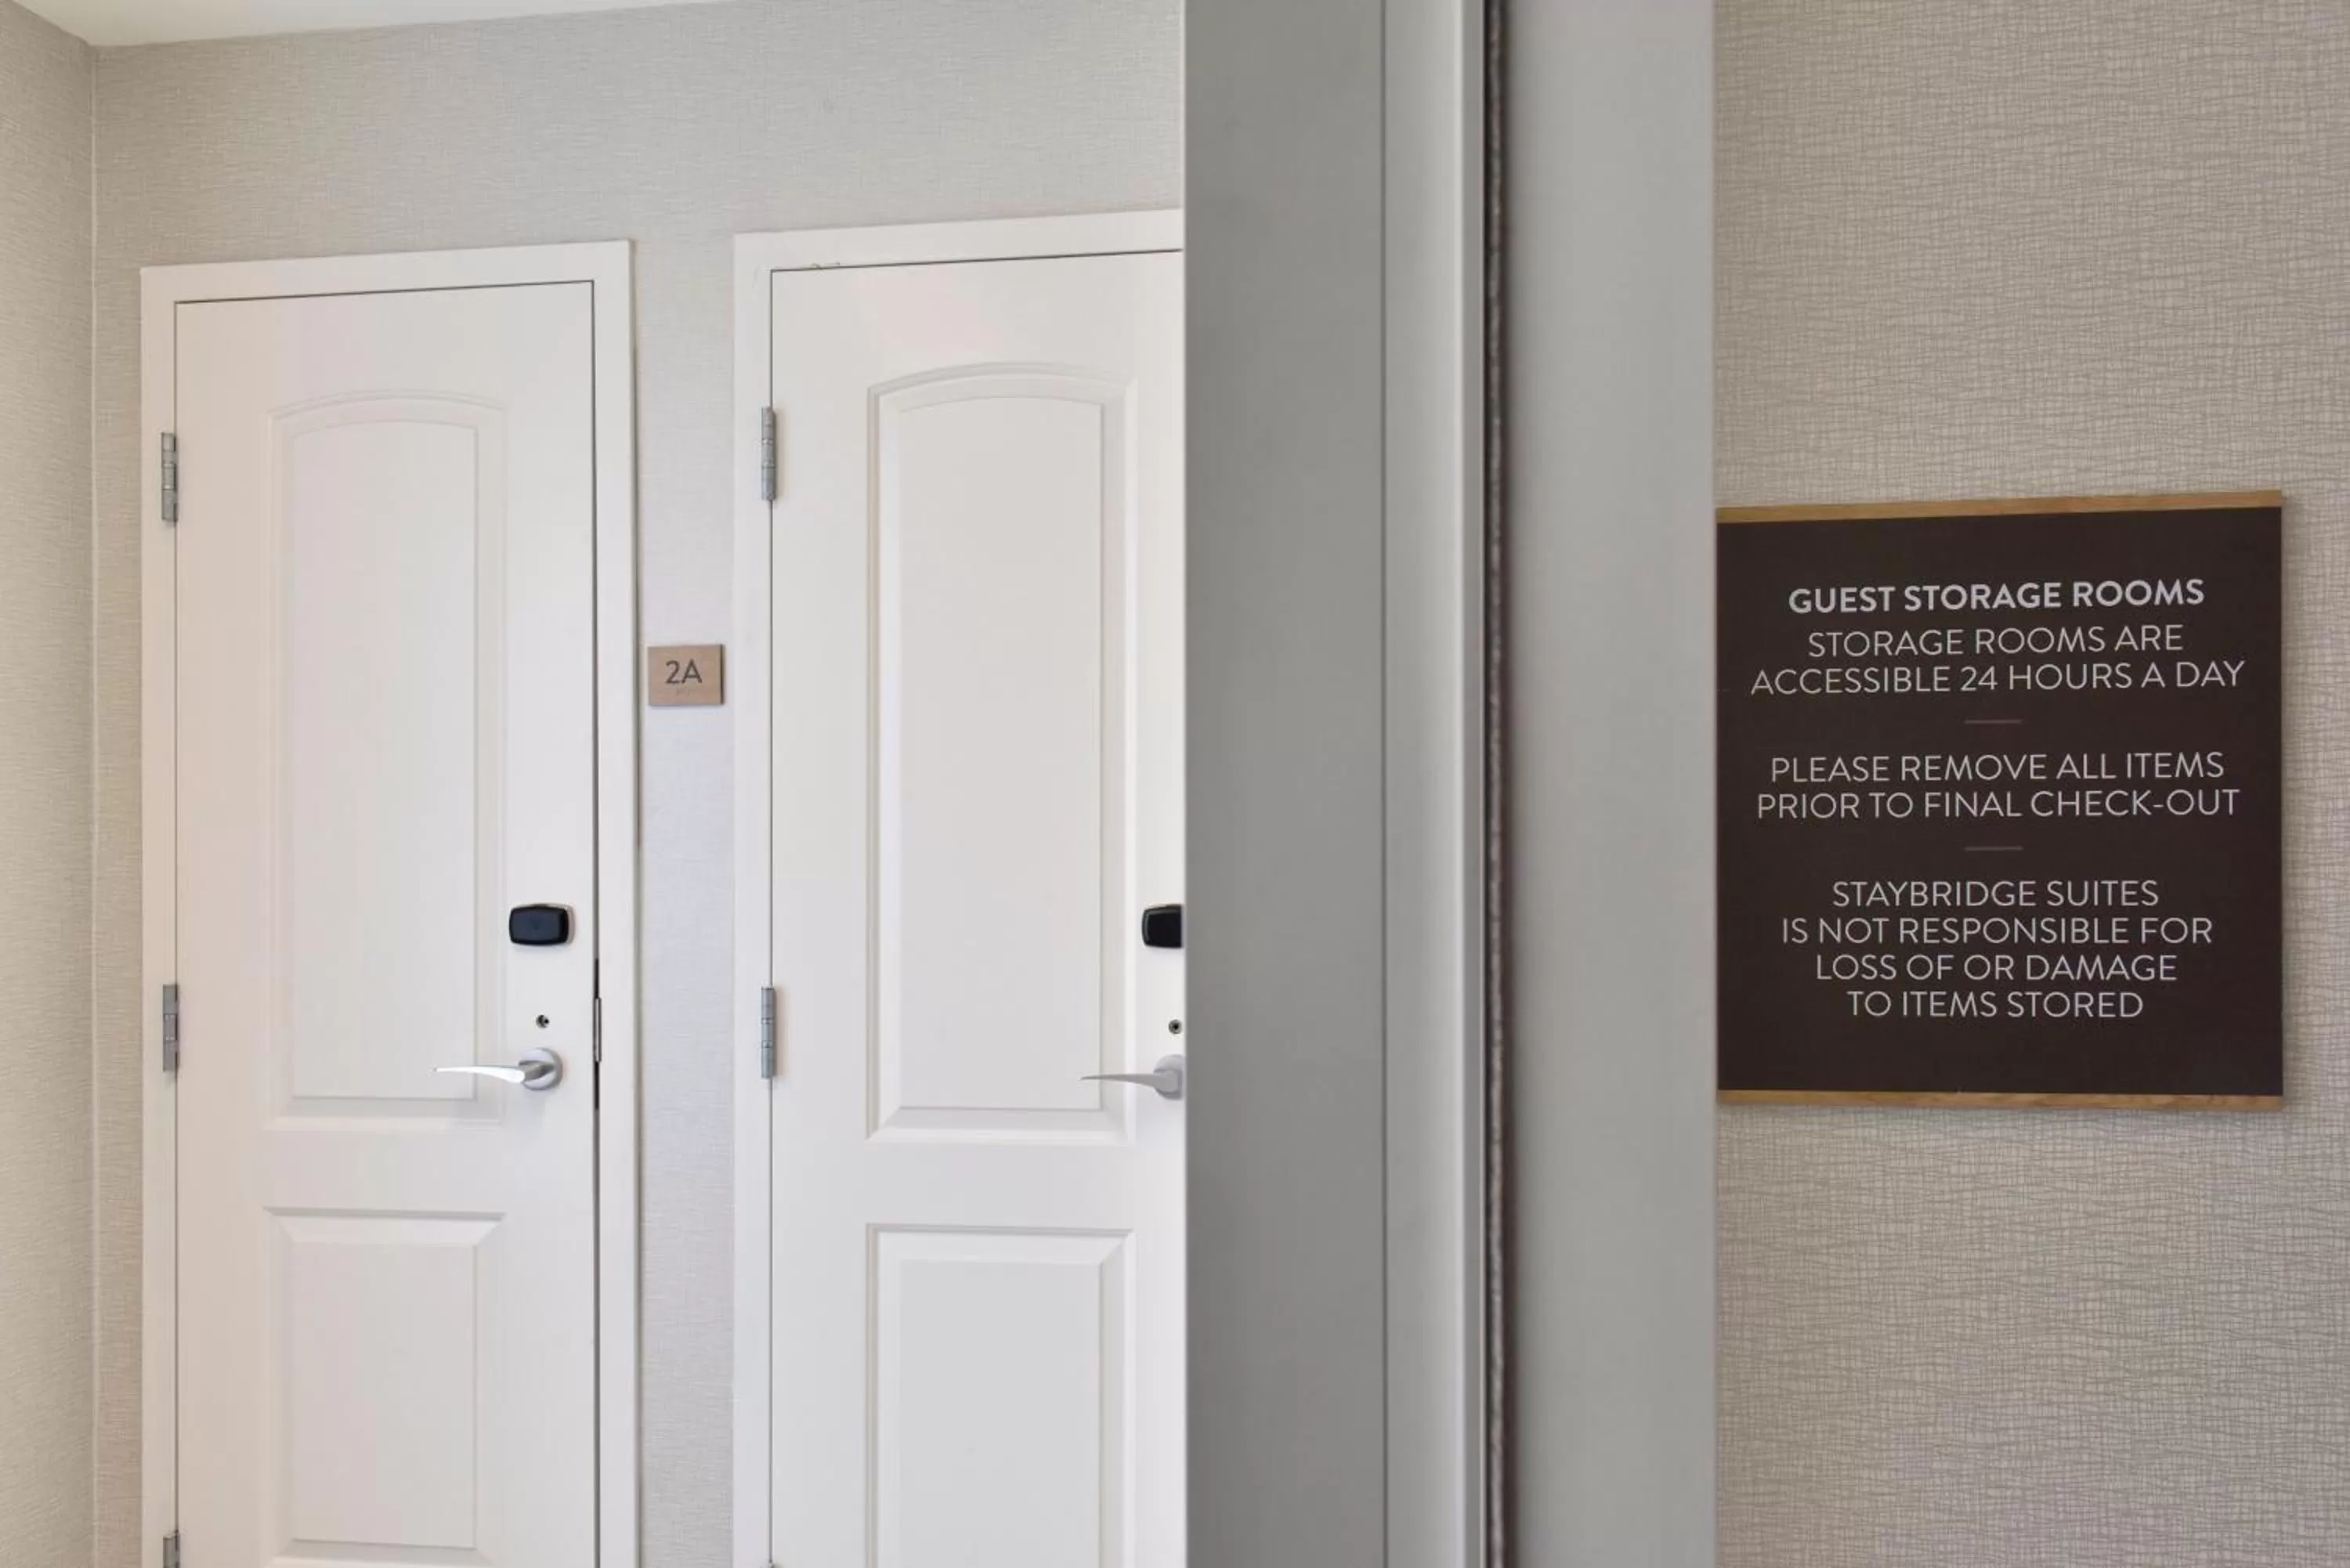 2A
GUEST STORAGE ROOMS
STORAGE ROOMS ARE
ACCESSIBLE 24 HOURS A DAY
PLEASE REMOVE ALL ITEMS
PRIOR TO FINAL CHECK-OUT
STAYBRIDGE SUITES
IS NOT RESPONSIBLE FOR
LOSS OF OR DAMAGE
TO ITEMS STORED